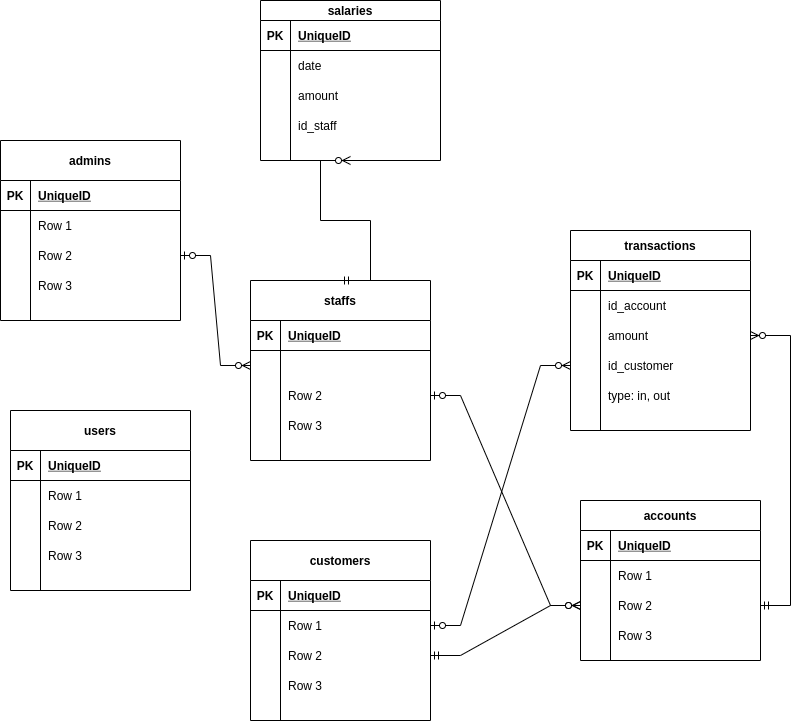 salaries
PK UniqueID
date
amount
id_staff
admins
PK UniqueID
Row 1
Row 2
Row 3
transactions
PK UniqueID
id_account
amount
id_customer
type: in, out
staffs
PK UniqueID
Row 2
Row 3
users
PK UniqueID
Row 1
Row 2
Row 3
accounts
PK UniqueID
Row 1
Row 2
Row 3
customers
PK UniqueID
Row 1
Row 2
Row 3